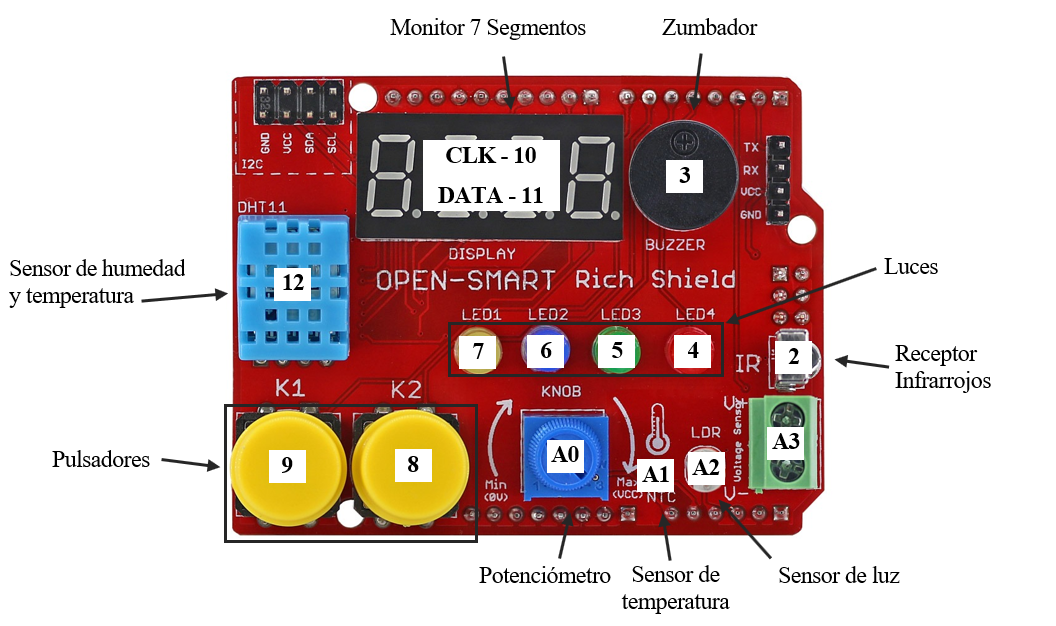 Monitor 7 Segmentos
Zumbador
GND
VCC
SDA
SCL
I2C
CLK - 10
DATA - 11
3
TX
RX
VCC
GND
DHT11
DISPLAY
BUZZER
Sensor de humedad
y temperatura
12
OPEN-SMART Rich Shield
Luces
LED1
LED2
LED3
LED4
7
6
5
4
IR
2
Receptor
Infrarrojos
K1
K2
KNOB
V+
Voltage Sensor
A3
V-
LDR
Pulsadores
9
8
A0
A1
A2
Min
(0V)
Max
(VCC)
NTC
Potenciómetro
Sensor de
temperatura
Sensor de luz